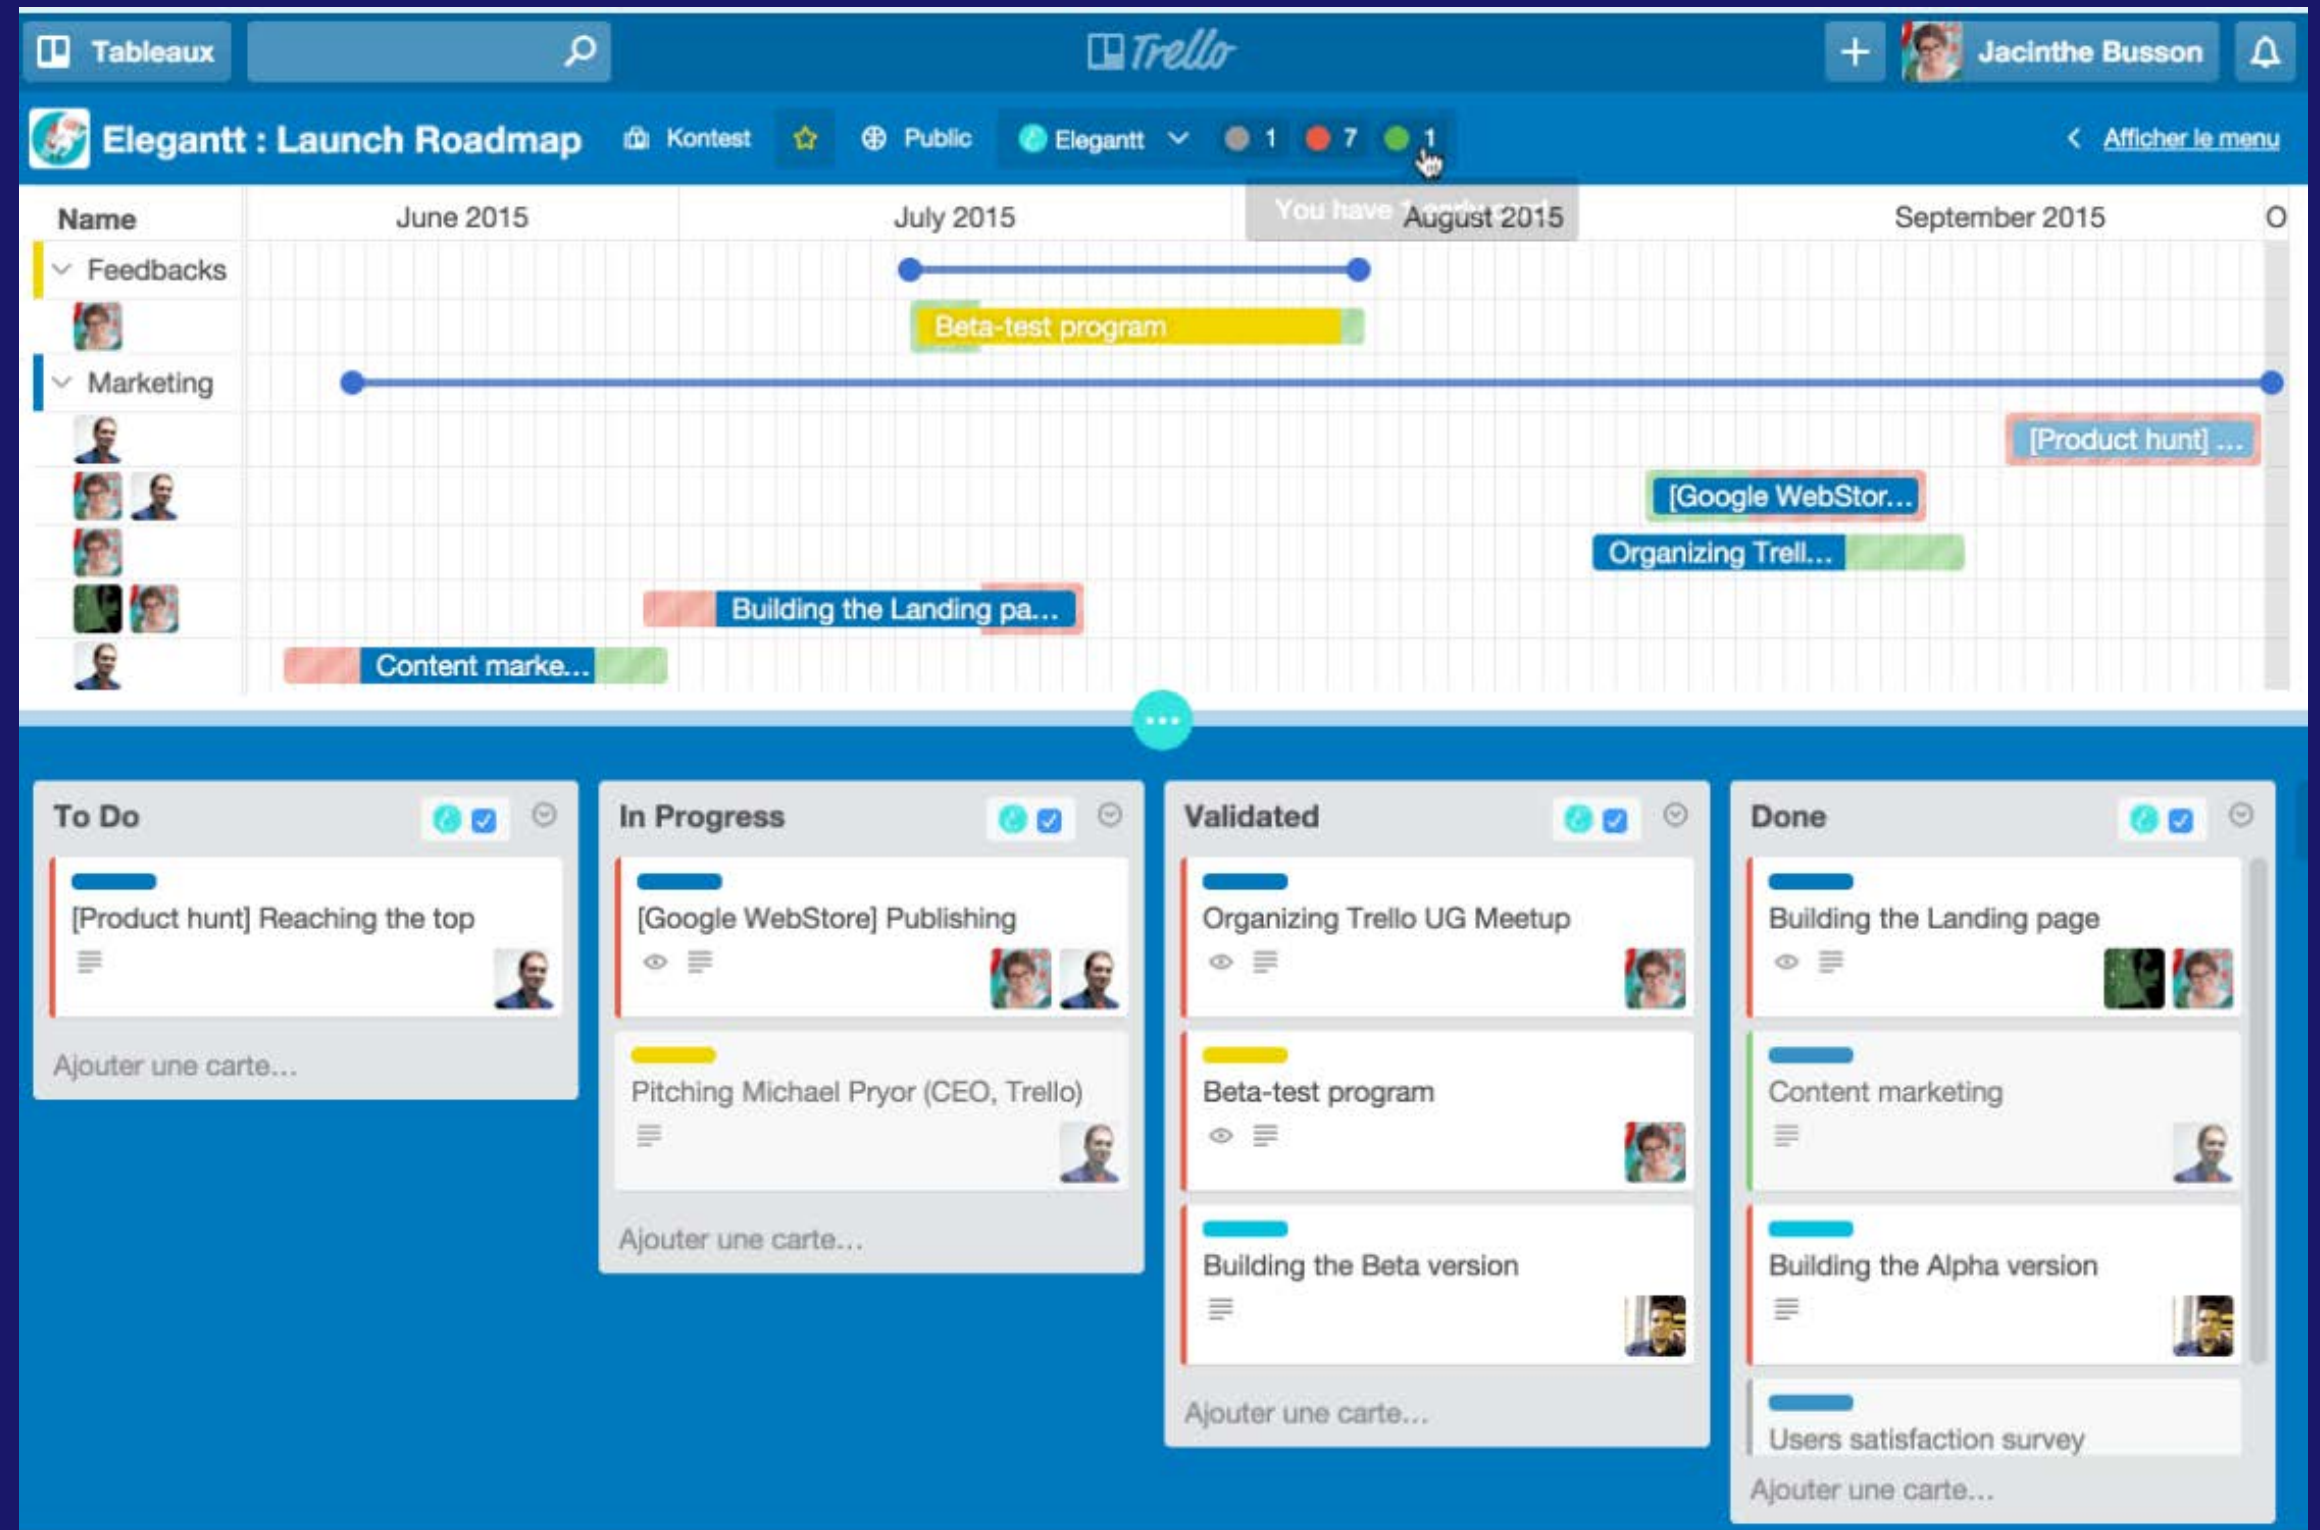 Tableaux
Trello
Jacinthe Busson
Elegantt : Launch Roadmap
Kontest
Public
Elegantt
1
7
1
Afficher le menu
You have 1
Name
June 2015
July 2015
August 2015
September 2015
O
Feedbacks
Beta-test program
Marketing
[Product hunt] ...
[Google WebStor...
Organizing Trell...
Building the Landing pa...
Content marke...
To Do
[Product hunt] Reaching the top
Ajouter une carte...
In Progress
[Google WebStore] Publishing
Pitching Michael Pryor (CEO, Trello)
Ajouter une carte...
Validated
Organizing Trello UG Meetup
Beta-test program
Building the Beta version
Ajouter une carte...
Done
Building the Landing page
Content marketing
Building the Alpha version
Users satisfaction survey
Ajouter une carte...